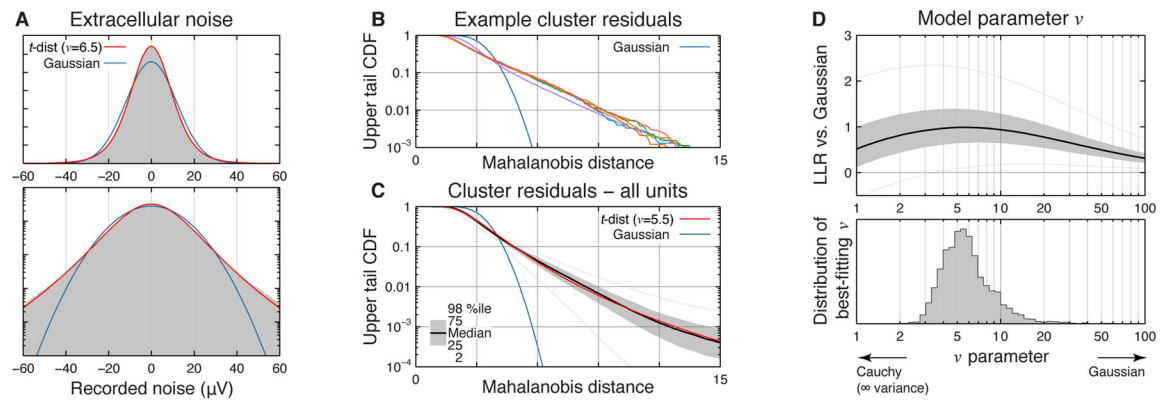 A
Extracellular noise
t-dist (ν=6.5)
Gaussian
−60 −40 −20 0 20 40 60
−60 −40 −20 0 20 40 60
Recorded noise (μV)
B
Example cluster residuals
Gaussian
Upper tail CDF
1
0.1
0.01
10−3
0
Mahalanobis distance
15
C
Cluster residuals – all units
t-dist (ν=5.5)
Gaussian
Upper tail CDF
1
0.1
0.01
10−3
10−4
98 %ile
75
Median
25
2
0
Mahalanobis distance
15
D
Model parameter ν
LLR vs. Gaussian
3
2
1
0
1 2 5 10 20 50 100
Distribution of
best-fitting ν
1 2 5 10 20 50 100
ν parameter
Cauchy
(∞ variance)
Gaussian